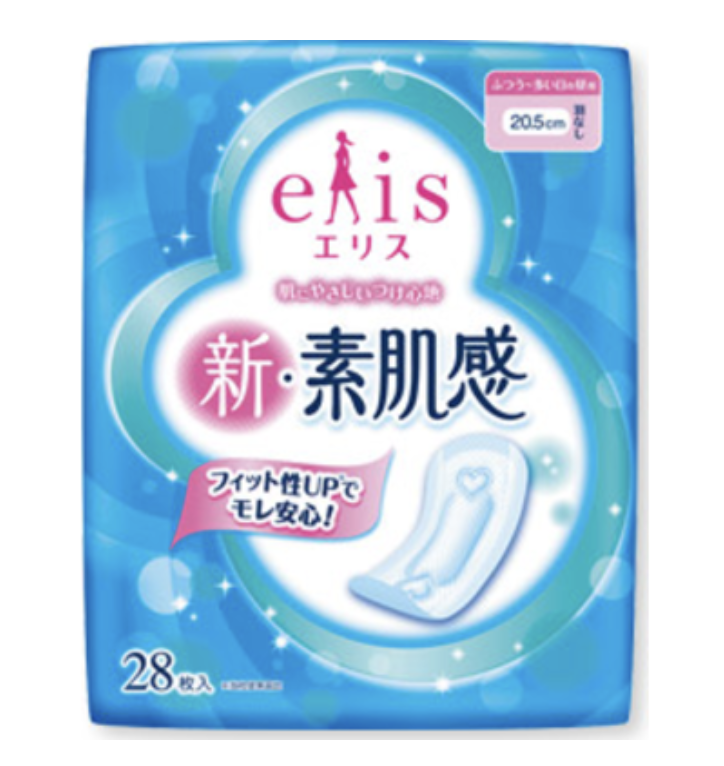 ふつう~多い日の昼用
20.5cm
羽なし
elis
エリス
肌にやさしいつけ心地
新・素肌感
フィット性UP*で
モレ安心!
28枚入